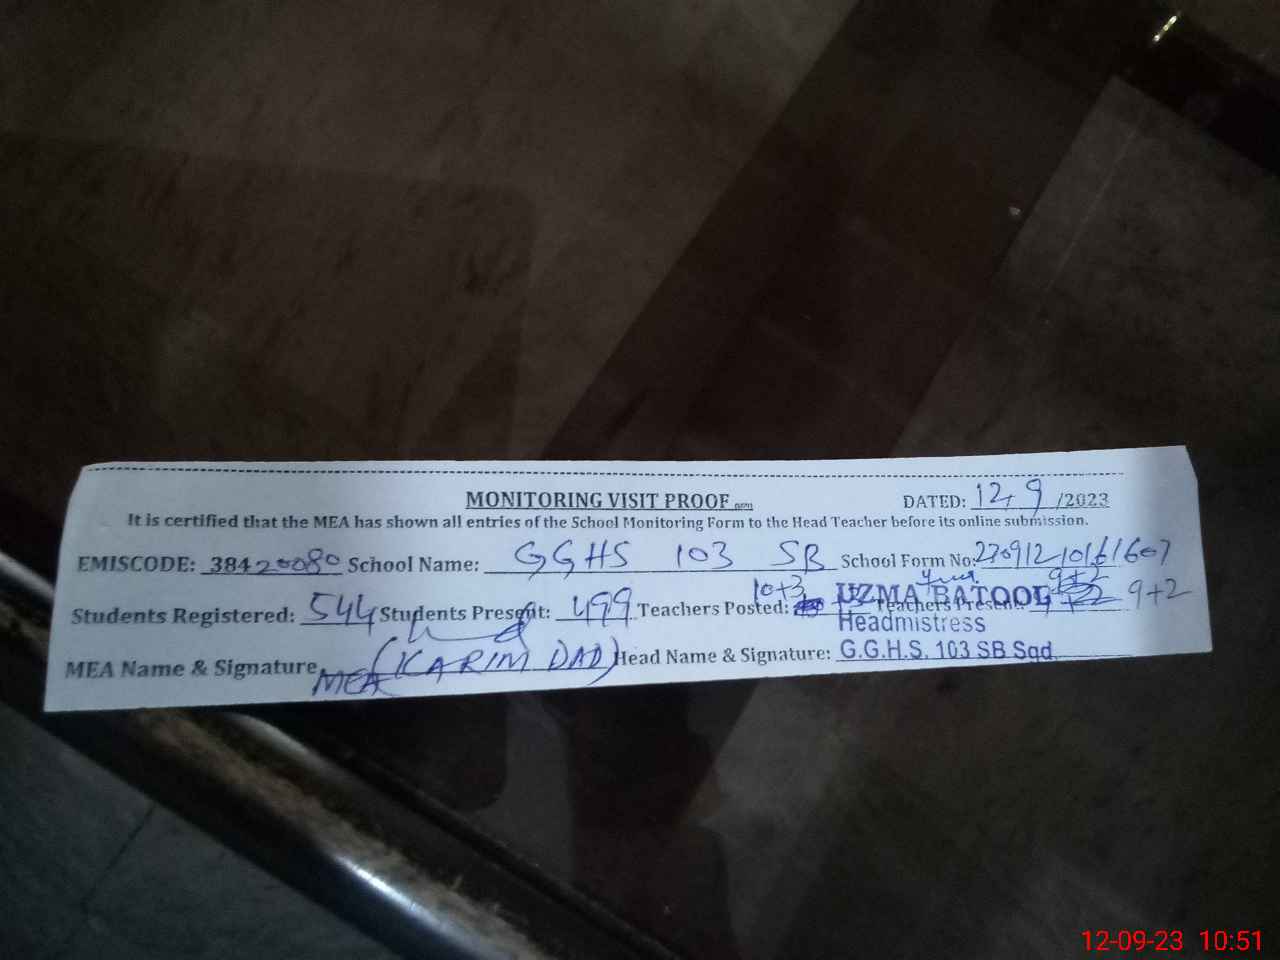 MONITORING VISIT PROOF DATED: 12, 9 /2023
It is certified that the MEA has shown all entries of the School Monitoring Form to the Head Teacher before its online submission.
EMISCODE: 38420080 School Name: GGHS 103 SB School Form No:
Students Registered: 544 Students Present: 499 Teachers Posted: 10+3 Teachers Present: 9+2 9+2
UZMA BATOOL
Headmistress
G.G.H.S. 103 SB Sgd.
MEA Name & Signature MEA (KARIM DAD) Head Name & Signature:
12-09-23 10:51